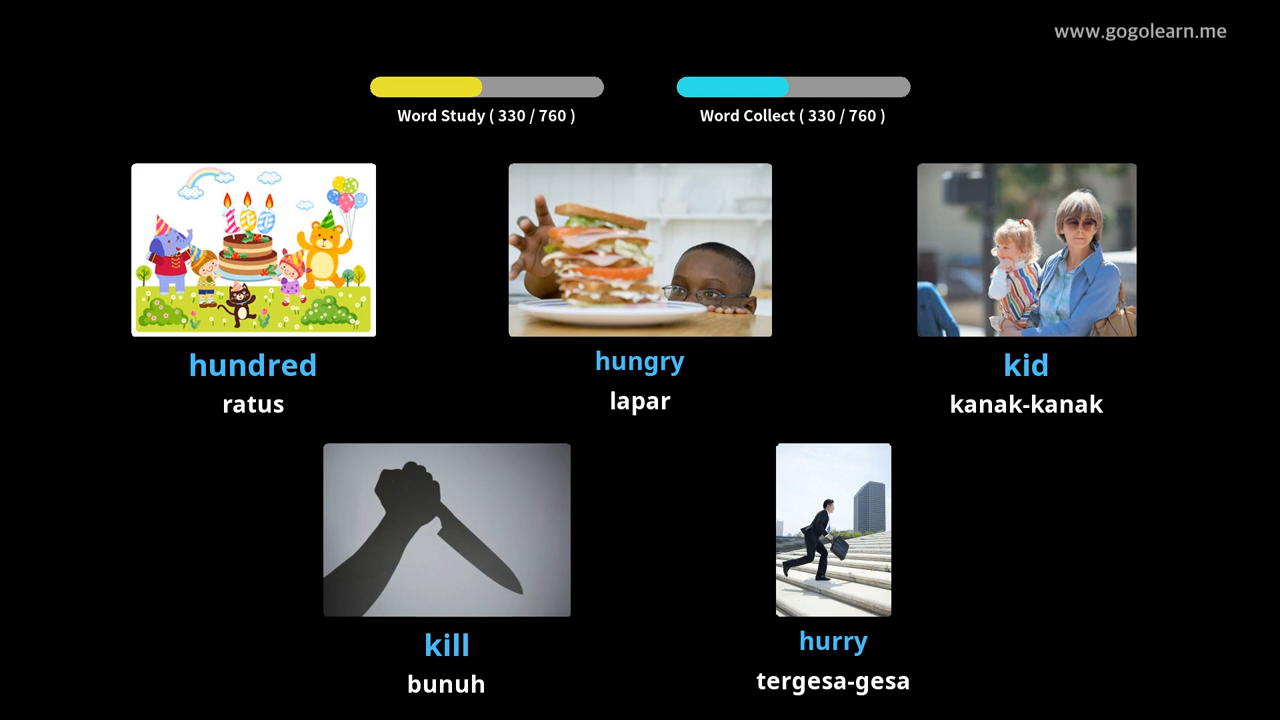 www.gogolearn.me
Word Study ( 330 / 760 )
Word Collect ( 330 / 760 )
100
hundred
ratus
hungry
lapar
kid
kanak-kanak
kill
bunuh
hurry
tergesa-gesa